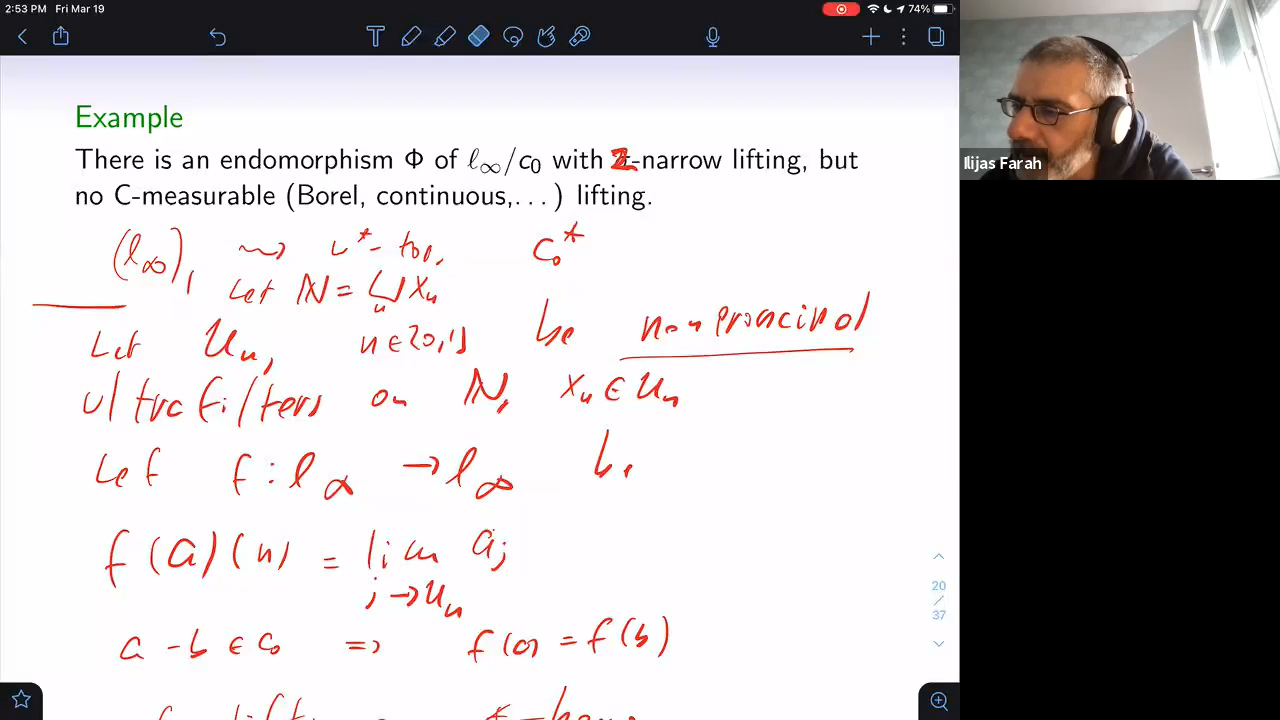 2:53 PM Fri Mar 19
74%
Example
There is an endomorphism Φ of ℓ∞/c₀ with 2-narrow lifting, but
no C-measurable (Borel, continuous,...) lifting.
(ℓ∞)₁ ⇝ w*-top, c₀*
Let ℕ = ⊔ₙ Xₙ
Let 𝒰ₙ, be nonprincipal
ultrafilters on ℕ, Xₙ ∈ 𝒰ₙ
Let f : ℓ∞ → ℓ∞ be
f(a)(n) = lim aⱼ
j → 𝒰ₙ
a - b ∈ c₀ ⇒ f(a) = f(b)
Ilijas Farah
20
/
37